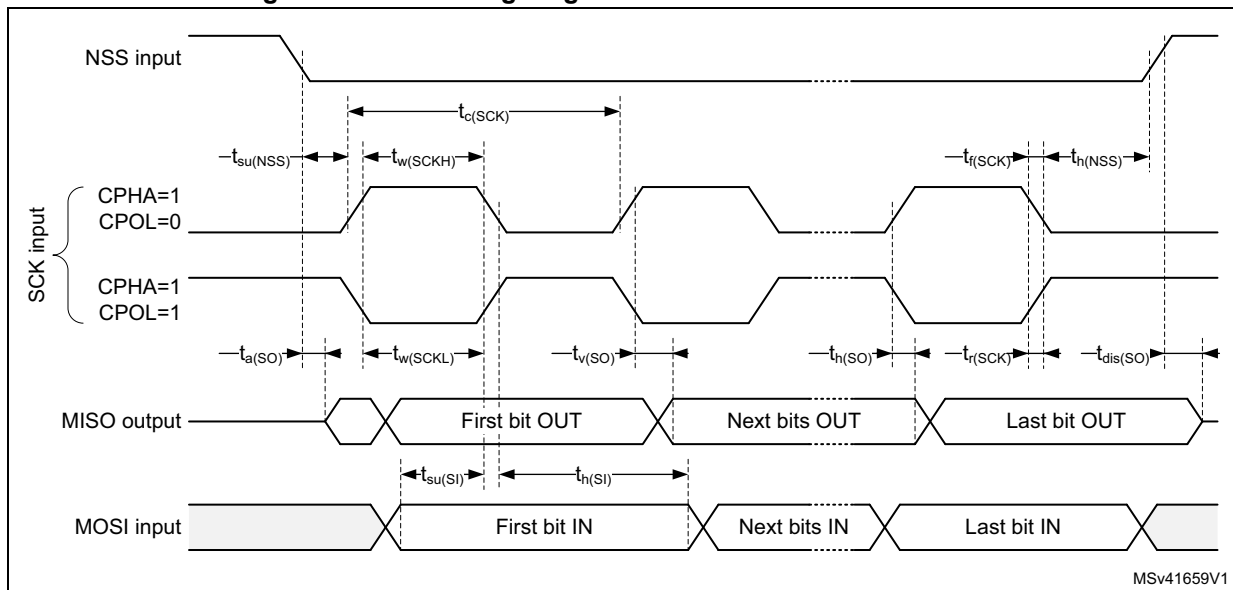 NSS input
tc(SCK)
tsu(NSS)
tw(SCKH)
tf(SCK)
th(NSS)
SCK input
CPHA=1
CPOL=0
CPHA=1
CPOL=1
ta(SO)
tw(SCKL)
tv(SO)
th(SO)
tr(SCK)
tdis(SO)
MISO output
First bit OUT
Next bits OUT
Last bit OUT
tsu(SI)
th(SI)
MOSI input
First bit IN
Next bits IN
Last bit IN
MSv41659V1